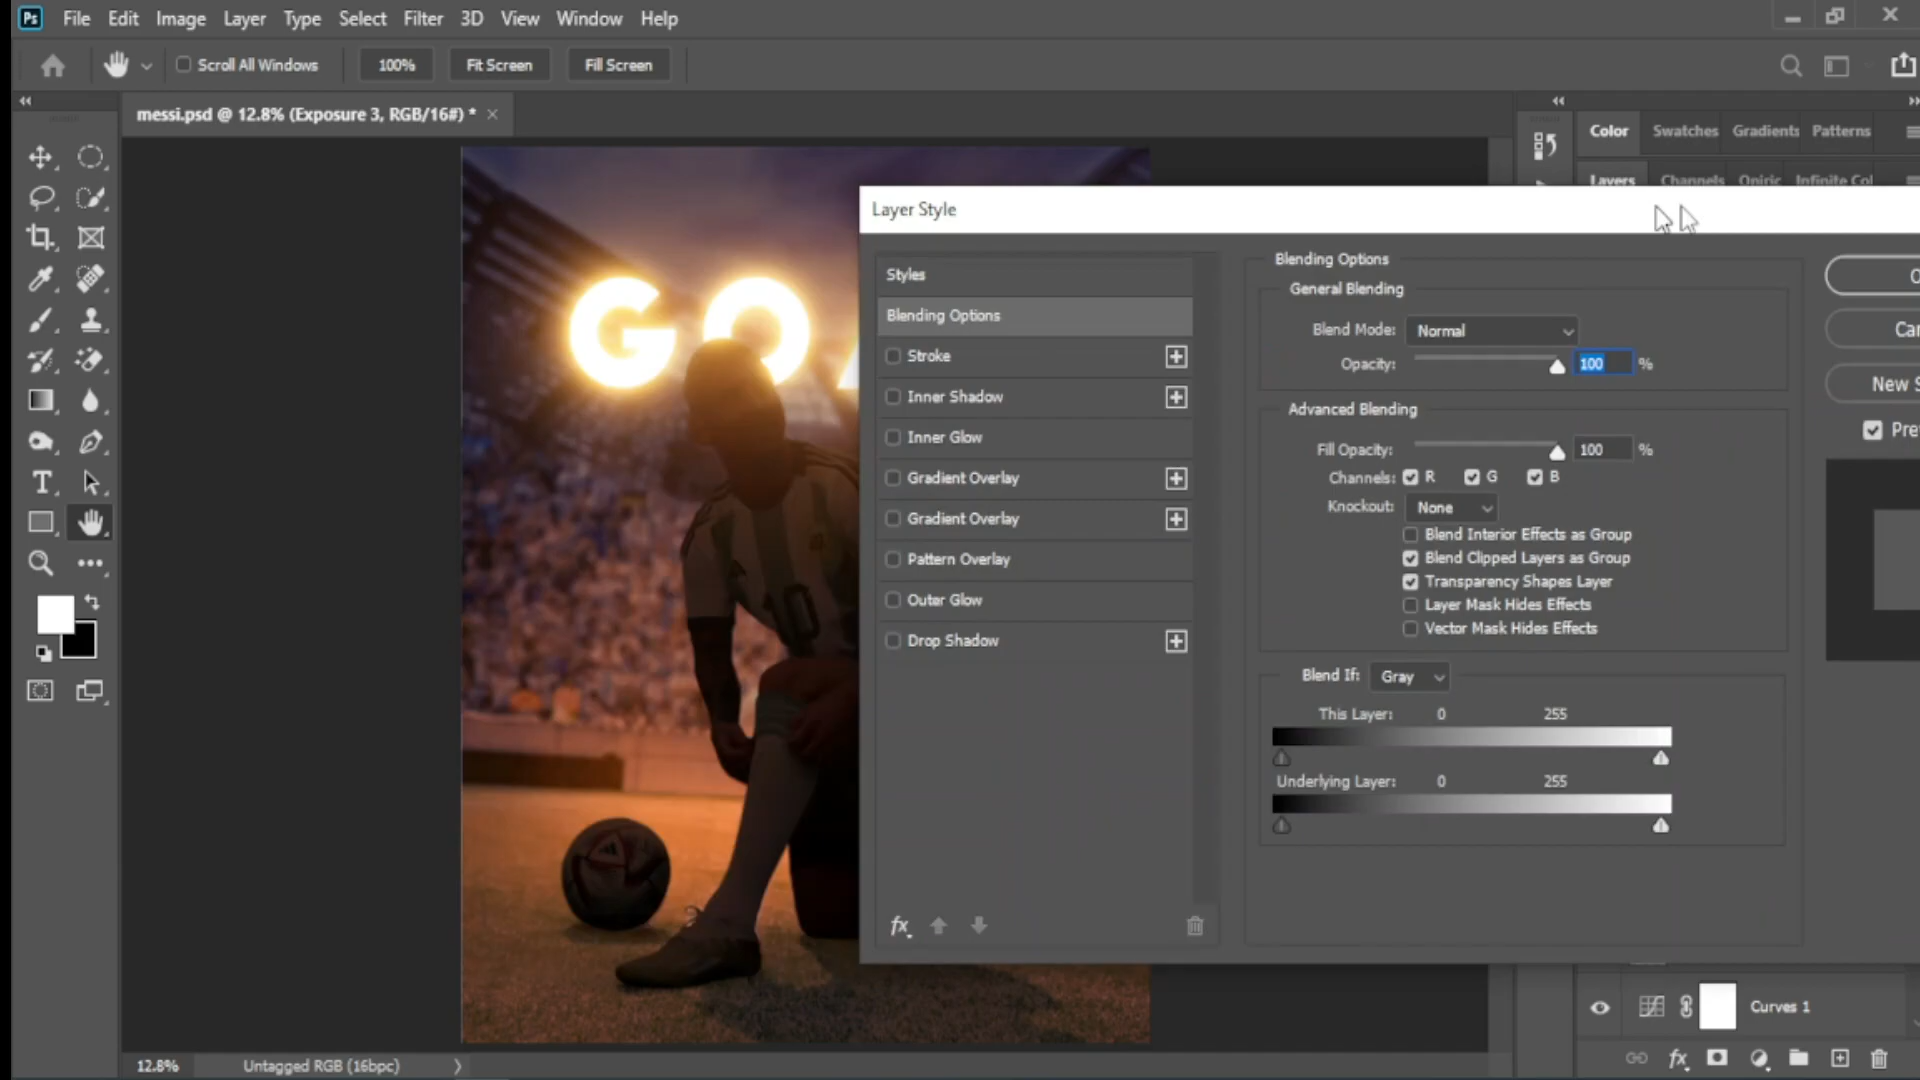 Ps File Edit Image Layer Type Select Filter 3D View Window Help
Scroll All Windows 100% Fit Screen Fill Screen
messi.psd @ 12.8% (Exposure 3, RGB/16#) *
Color Swatches Gradients Patterns
Layers Channels Oniric Infinite Col
GO
Layer Style
Styles
Blending Options
Stroke
Inner Shadow
Inner Glow
Gradient Overlay
Gradient Overlay
Pattern Overlay
Outer Glow
Drop Shadow
fx
Blending Options
General Blending
Blend Mode: Normal
Opacity: 100 %
Advanced Blending
Fill Opacity: 100 %
Channels: R G B
Knockout: None
Blend Interior Effects as Group
Blend Clipped Layers as Group
Transparency Shapes Layer
Layer Mask Hides Effects
Vector Mask Hides Effects
Blend If: Gray
This Layer: 0 255
Underlying Layer: 0 255
O
Can
New S
Prev
Curves 1
fx
12.8% Untagged RGB (16bpc)